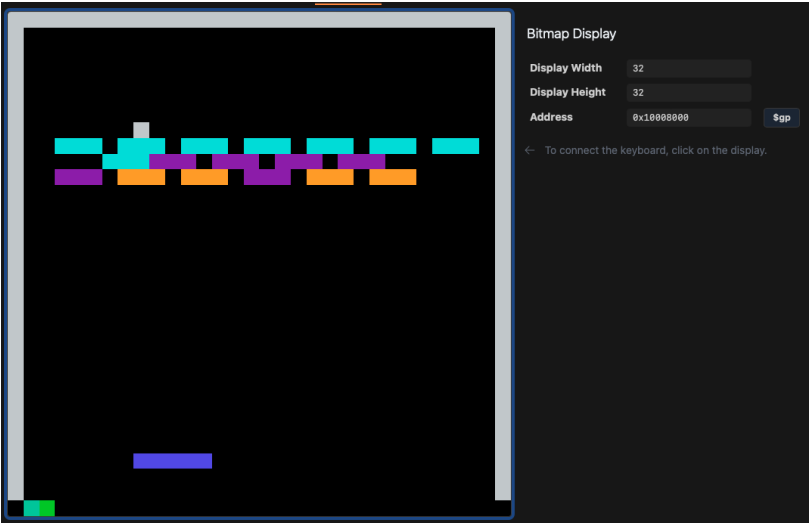 Bitmap Display
Display Width 32
Display Height 32
Address 0x10008000 $gp
← To connect the keyboard, click on the display.